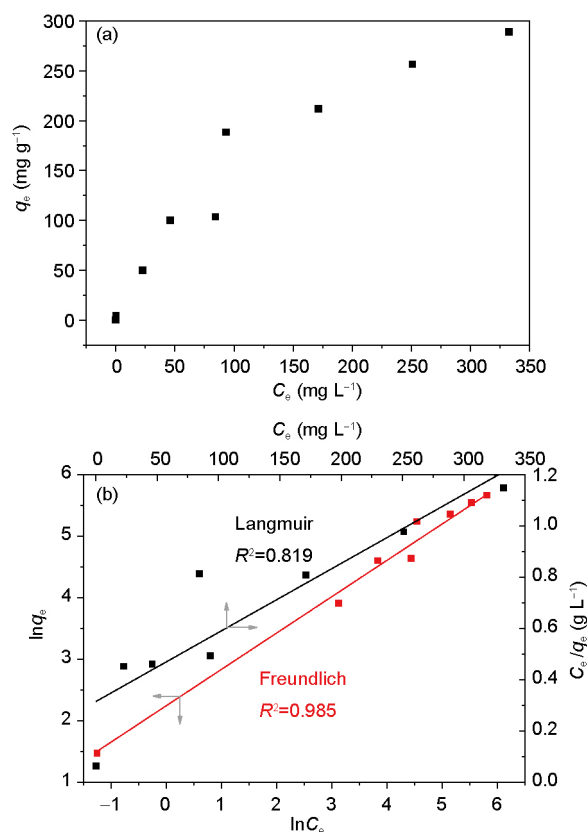 (a)
300
250
200
150
100
50
0
qₑ (mg g⁻¹)
0 50 100 150 200 250 300 350
Cₑ (mg L⁻¹)
Cₑ (mg L⁻¹)
0 50 100 150 200 250 300 350
(b)
6
5
4
3
2
1
lnqₑ
Langmuir
R²=0.819
Freundlich
R²=0.985
1.2
1.0
0.8
0.6
0.4
0.2
0.0
Cₑ/qₑ (g L⁻¹)
−1 0 1 2 3 4 5 6
lnCₑ